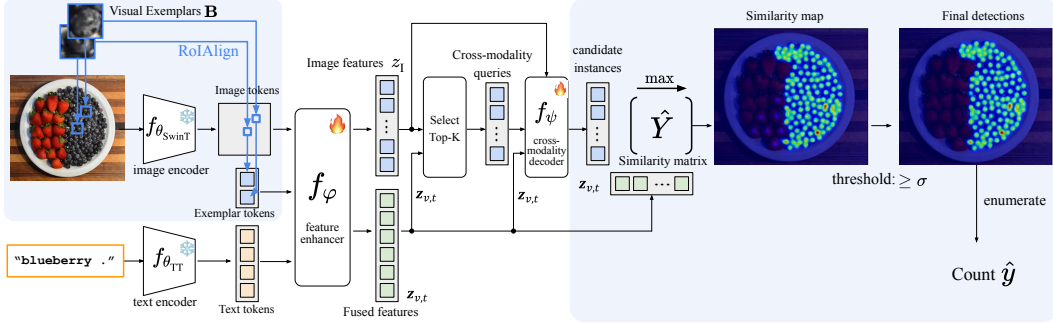 Visual Exemplars B
RoIAlign
Image tokens
f_θ_SwinT
image encoder
Exemplar tokens
"blueberry ."
f_θ_TT
text encoder
Text tokens
f_φ
feature
enhancer
Image features z_I
Fused features
z_v,t
Select
Top-K
z_v,t
Cross-modality
queries
f_ψ
cross-
modality
decoder
z_v,t
candidate
instances
z_v,t
max
Ŷ
Similarity matrix
Similarity map
Final detections
threshold: ≥ σ
enumerate
Count ŷ